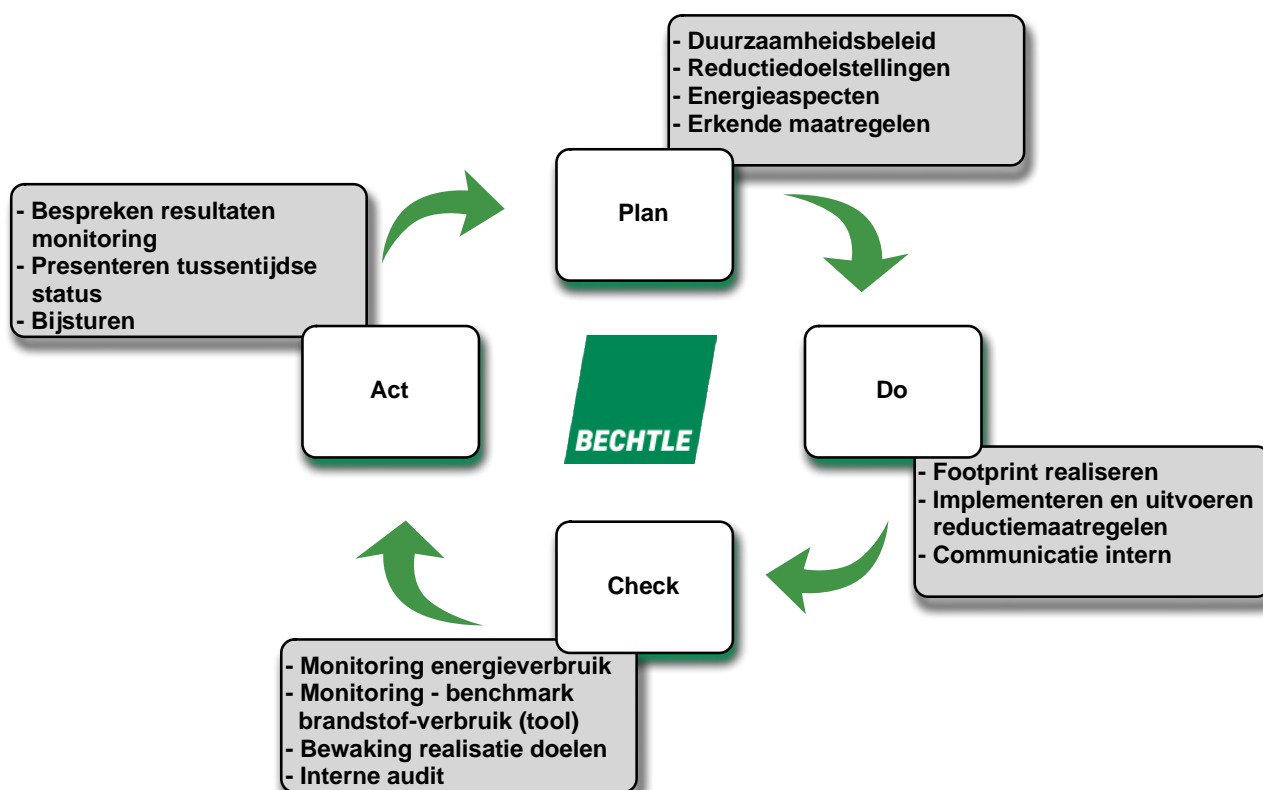 - Duurzaamheidsbeleid
- Reductiedoelstellingen
- Energieaspecten
- Erkende maatregelen
Plan
- Bespreken resultaten
monitoring
- Presenteren tussentijdse
status
- Bijsturen
Act
BECHTLE
Do
- Footprint realiseren
- Implementeren en uitvoeren
reductiemaatregelen
- Communicatie intern
Check
- Monitoring energieverbruik
- Monitoring - benchmark
brandstof-verbruik (tool)
- Bewaking realisatie doelen
- Interne audit